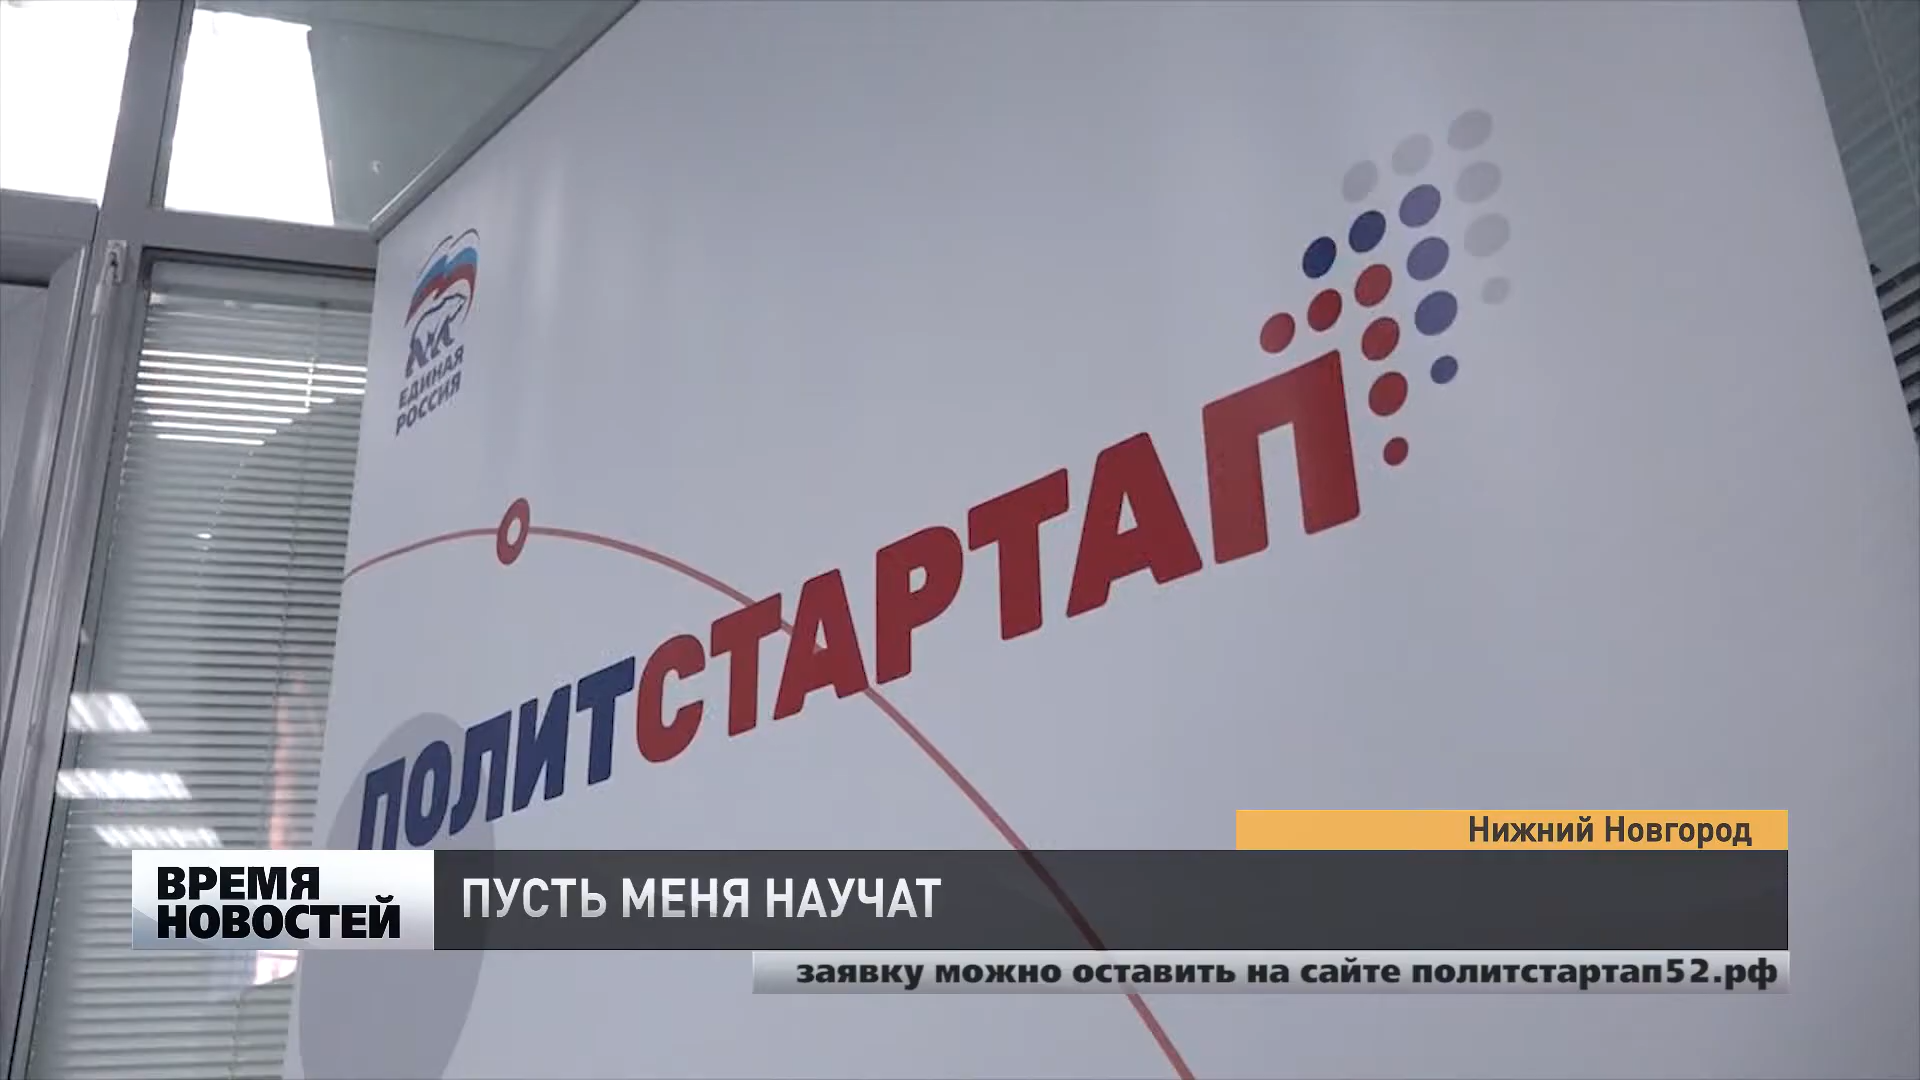 ЕДИНАЯ
РОССИЯ
ПОЛИТСТАРТАП
Нижний Новгород
ВРЕМЯ
НОВОСТЕЙ
ПУСТЬ МЕНЯ НАУЧАТ
заявку можно оставить на сайте политстартап52.рф